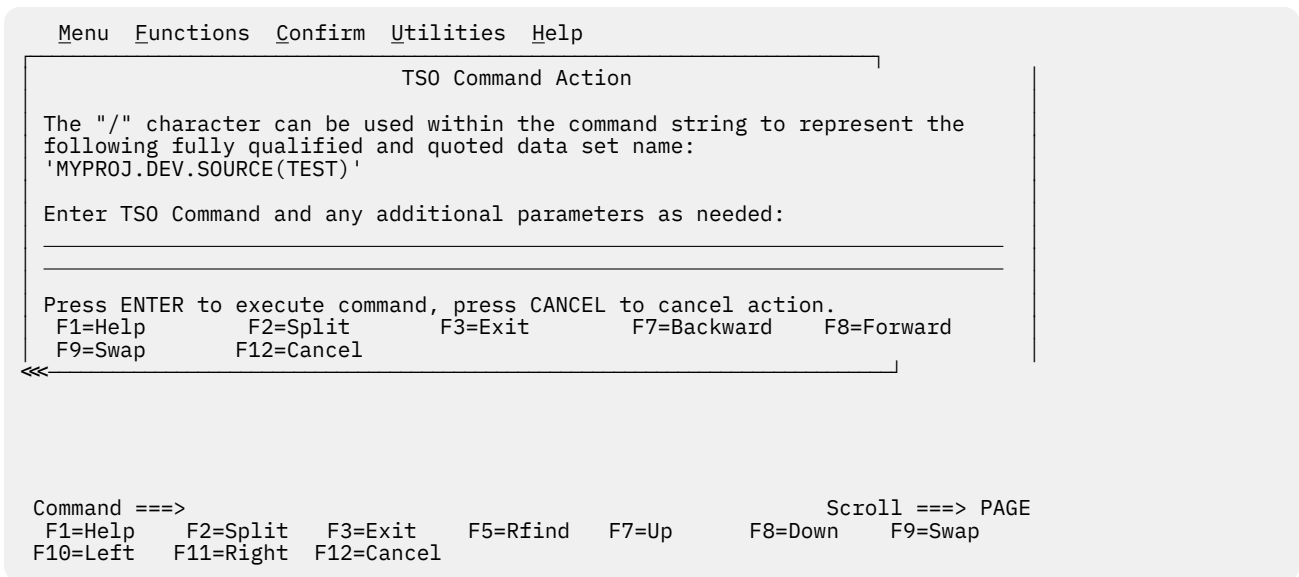 Menu Functions Confirm Utilities Help
TSO Command Action
The "/" character can be used within the command string to represent the
following fully qualified and quoted data set name:
'MYPROJ.DEV.SOURCE(TEST)'
Enter TSO Command and any additional parameters as needed:
Press ENTER to execute command, press CANCEL to cancel action.
F1=Help F2=Split F3=Exit F7=Backward F8=Forward
F9=Swap F12=Cancel
<<<
Command ===> Scroll ===> PAGE
F1=Help F2=Split F3=Exit F5=Rfind F7=Up F8=Down F9=Swap
F10=Left F11=Right F12=Cancel